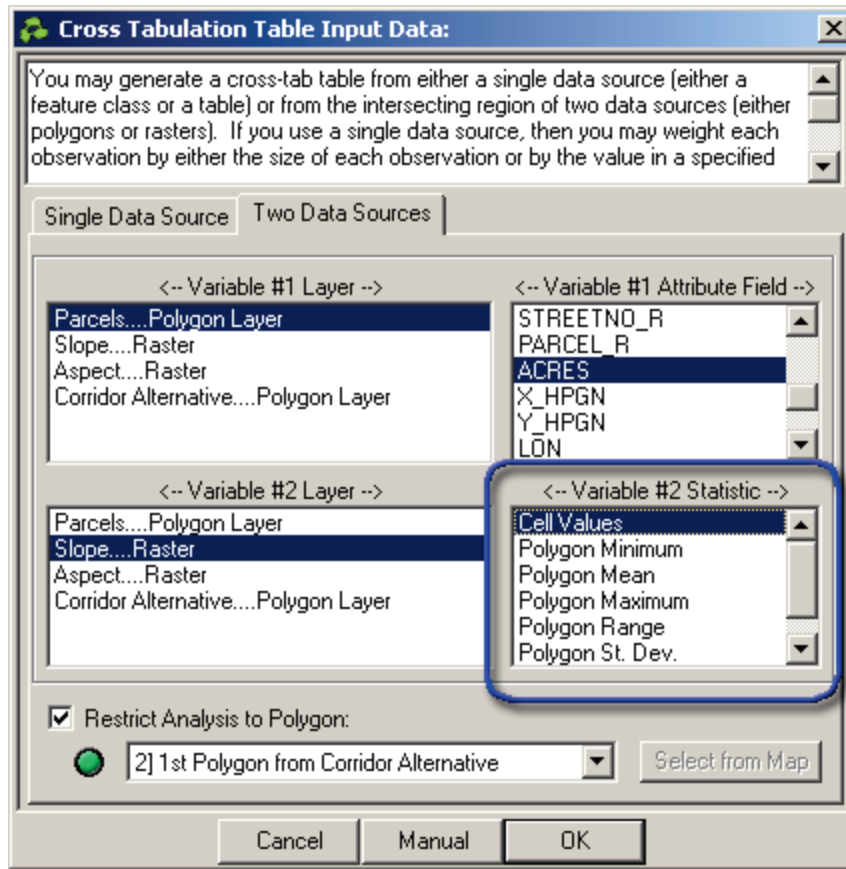 Cross Tabulation Table Input Data:
You may generate a cross-tab table from either a single data source (either a
feature class or a table) or from the intersecting region of two data sources (either
polygons or rasters).  If you use a single data source, then you may weight each
observation by either the size of each observation or by the value in a specified
Single Data Source
Two Data Sources
<-- Variable #1 Layer -->
Parcels....Polygon Layer
Slope....Raster
Aspect....Raster
Corridor Alternative....Polygon Layer
<-- Variable #1 Attribute Field -->
STREETNO_R
PARCEL_R
ACRES
X_HPGN
Y_HPGN
LON
<-- Variable #2 Layer -->
Parcels....Polygon Layer
Slope....Raster
Aspect....Raster
Corridor Alternative....Polygon Layer
<-- Variable #2 Statistic -->
Cell Values
Polygon Minimum
Polygon Mean
Polygon Maximum
Polygon Range
Polygon St. Dev.
Restrict Analysis to Polygon:
2] 1st Polygon from Corridor Alternative
Select from Map
Cancel
Manual
OK